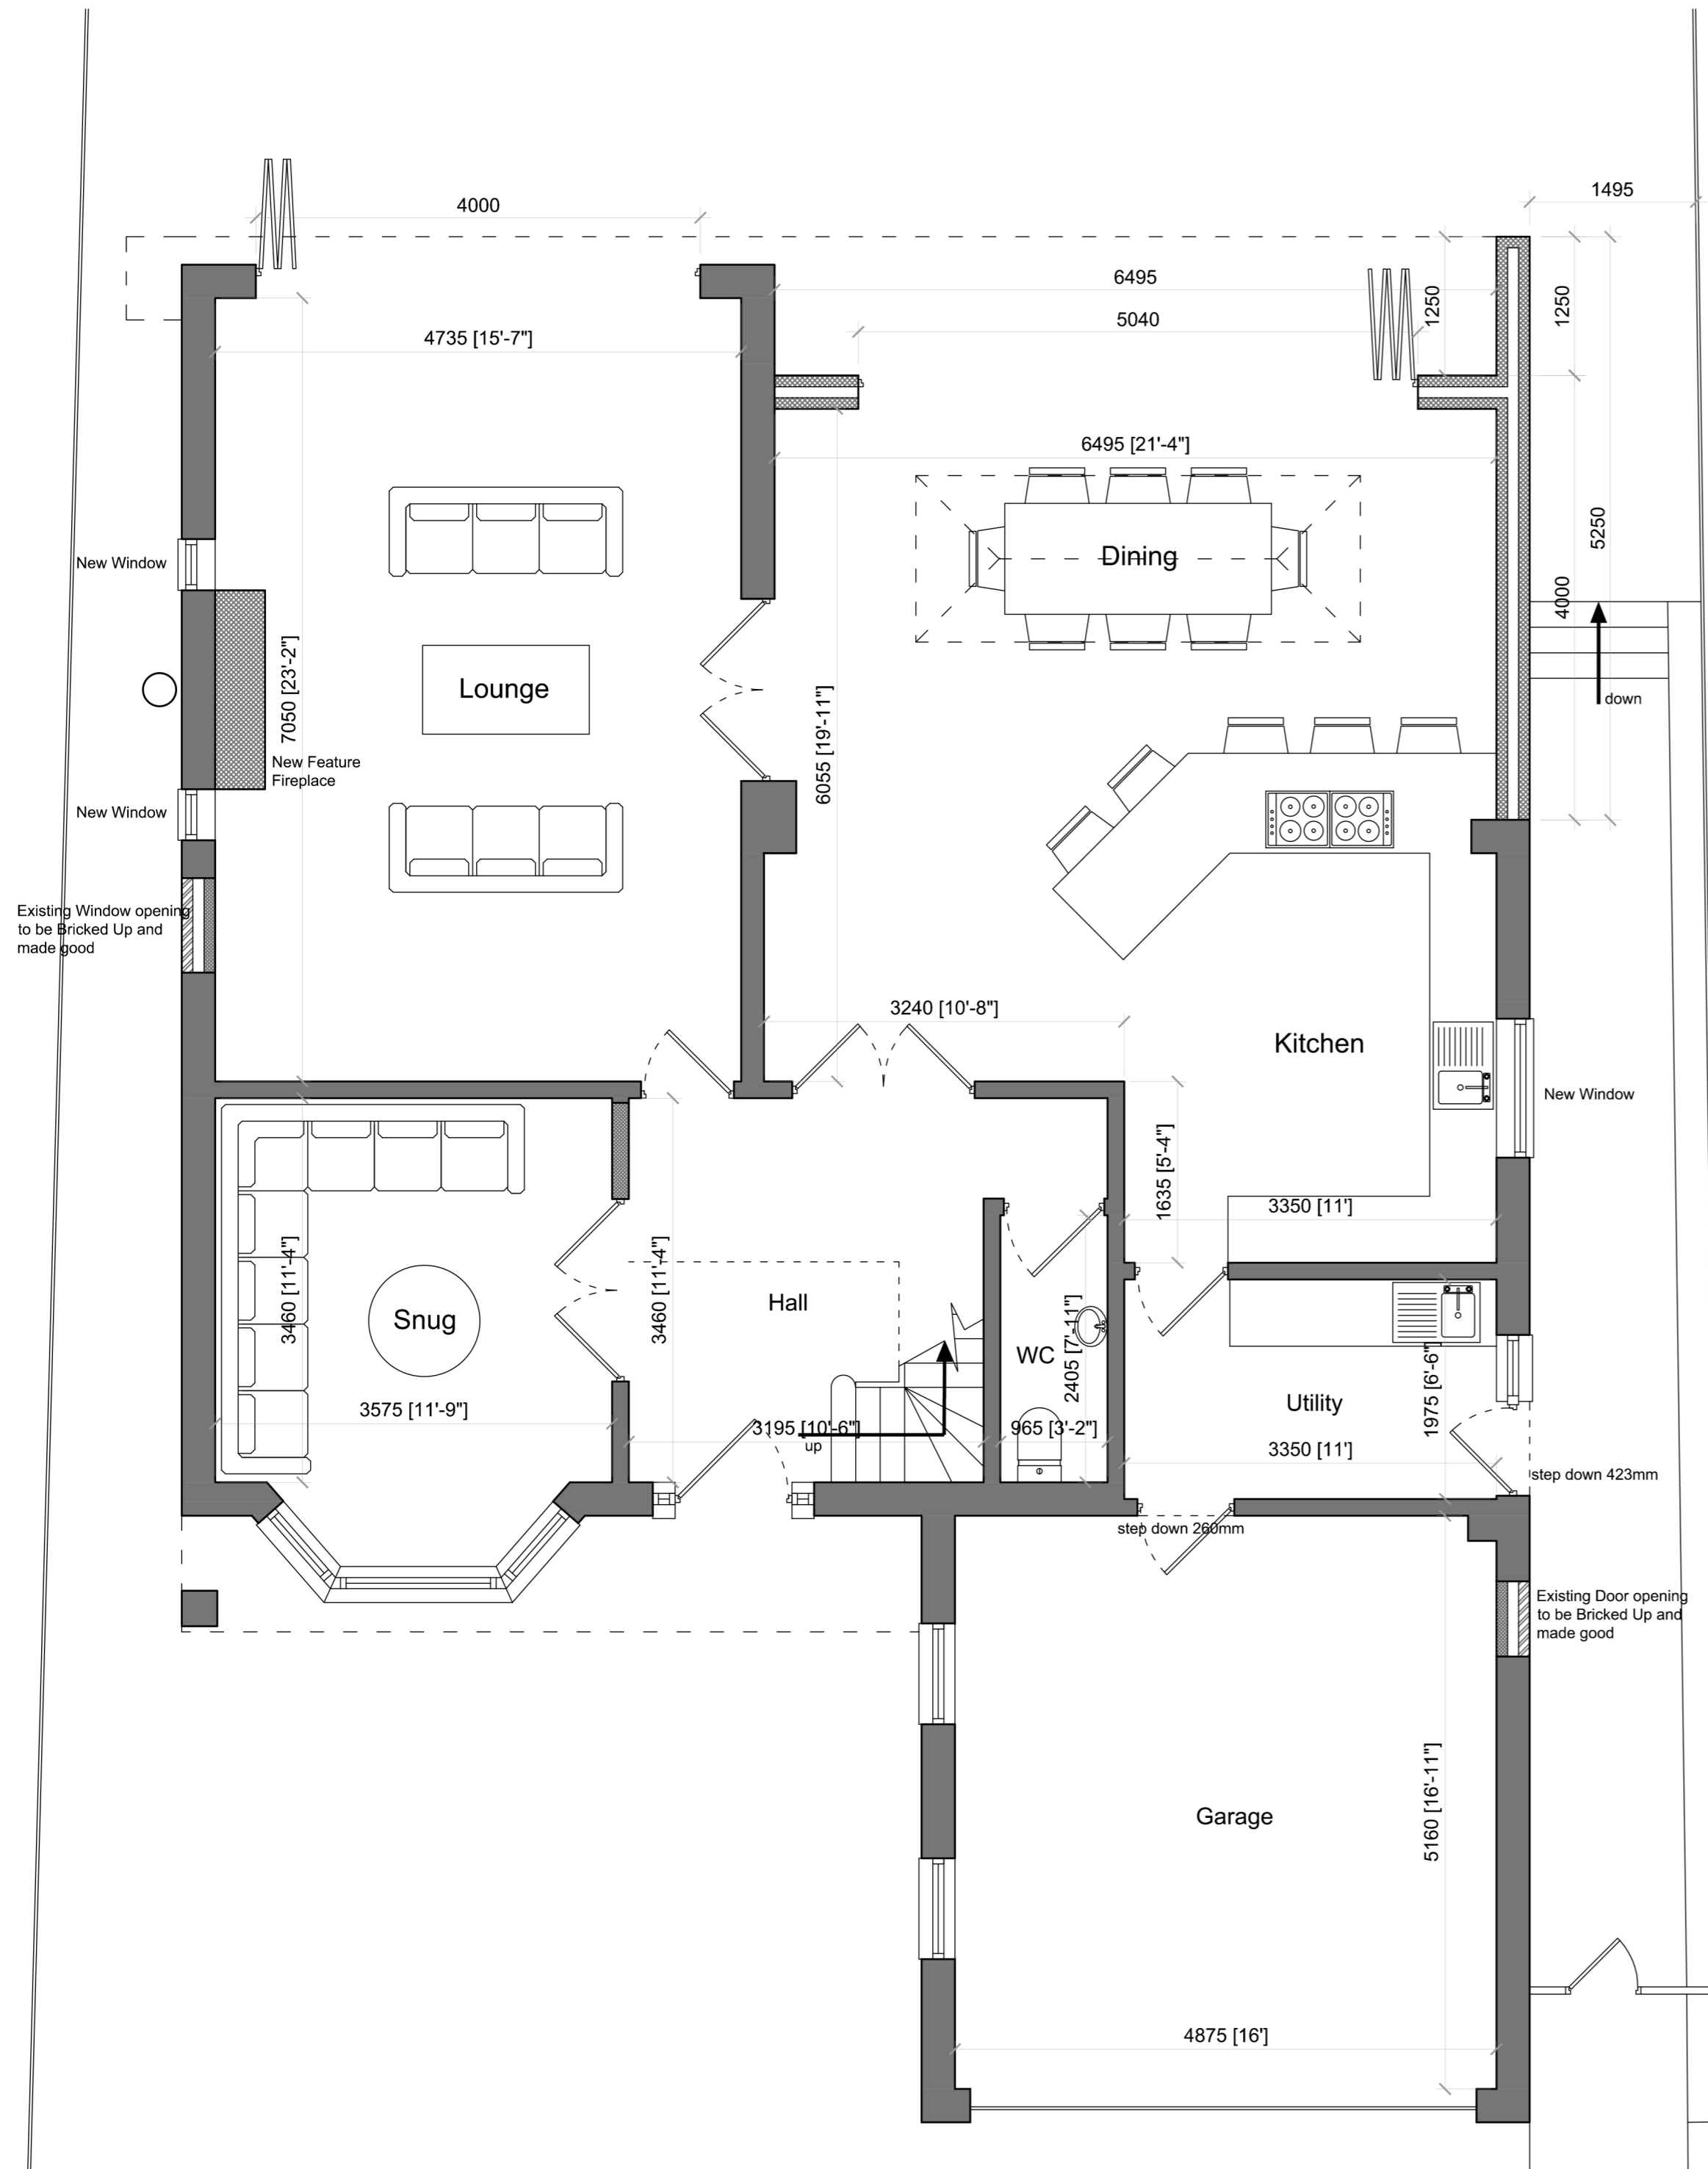 1495
4000
6495
1250
1250
5040
4735 [15'-7"]
6495 [21'-4"]
5250
New Window
Dining
4000
Lounge
7050 [23'-2"]
down
6055 [19'-11"]
New Feature
Fireplace
New Window
Existing Window opening
to be Bricked Up and
made good
3240 [10'-8"]
Kitchen
New Window
1635 [5'-4"]
3350 [11']
3460 [11'-4"]
3460 [11'-4"]
Hall
Snug
2405 [7'-11"]
WC
1975 [6'-6"]
Utility
3575 [11'-9"]
3195 [10'-6"]
965 [3'-2"]
up
3350 [11']
step down 423mm
step down 260mm
Existing Door opening
to be Bricked Up and
made good
5160 [16'-11"]
Garage
4875 [16']